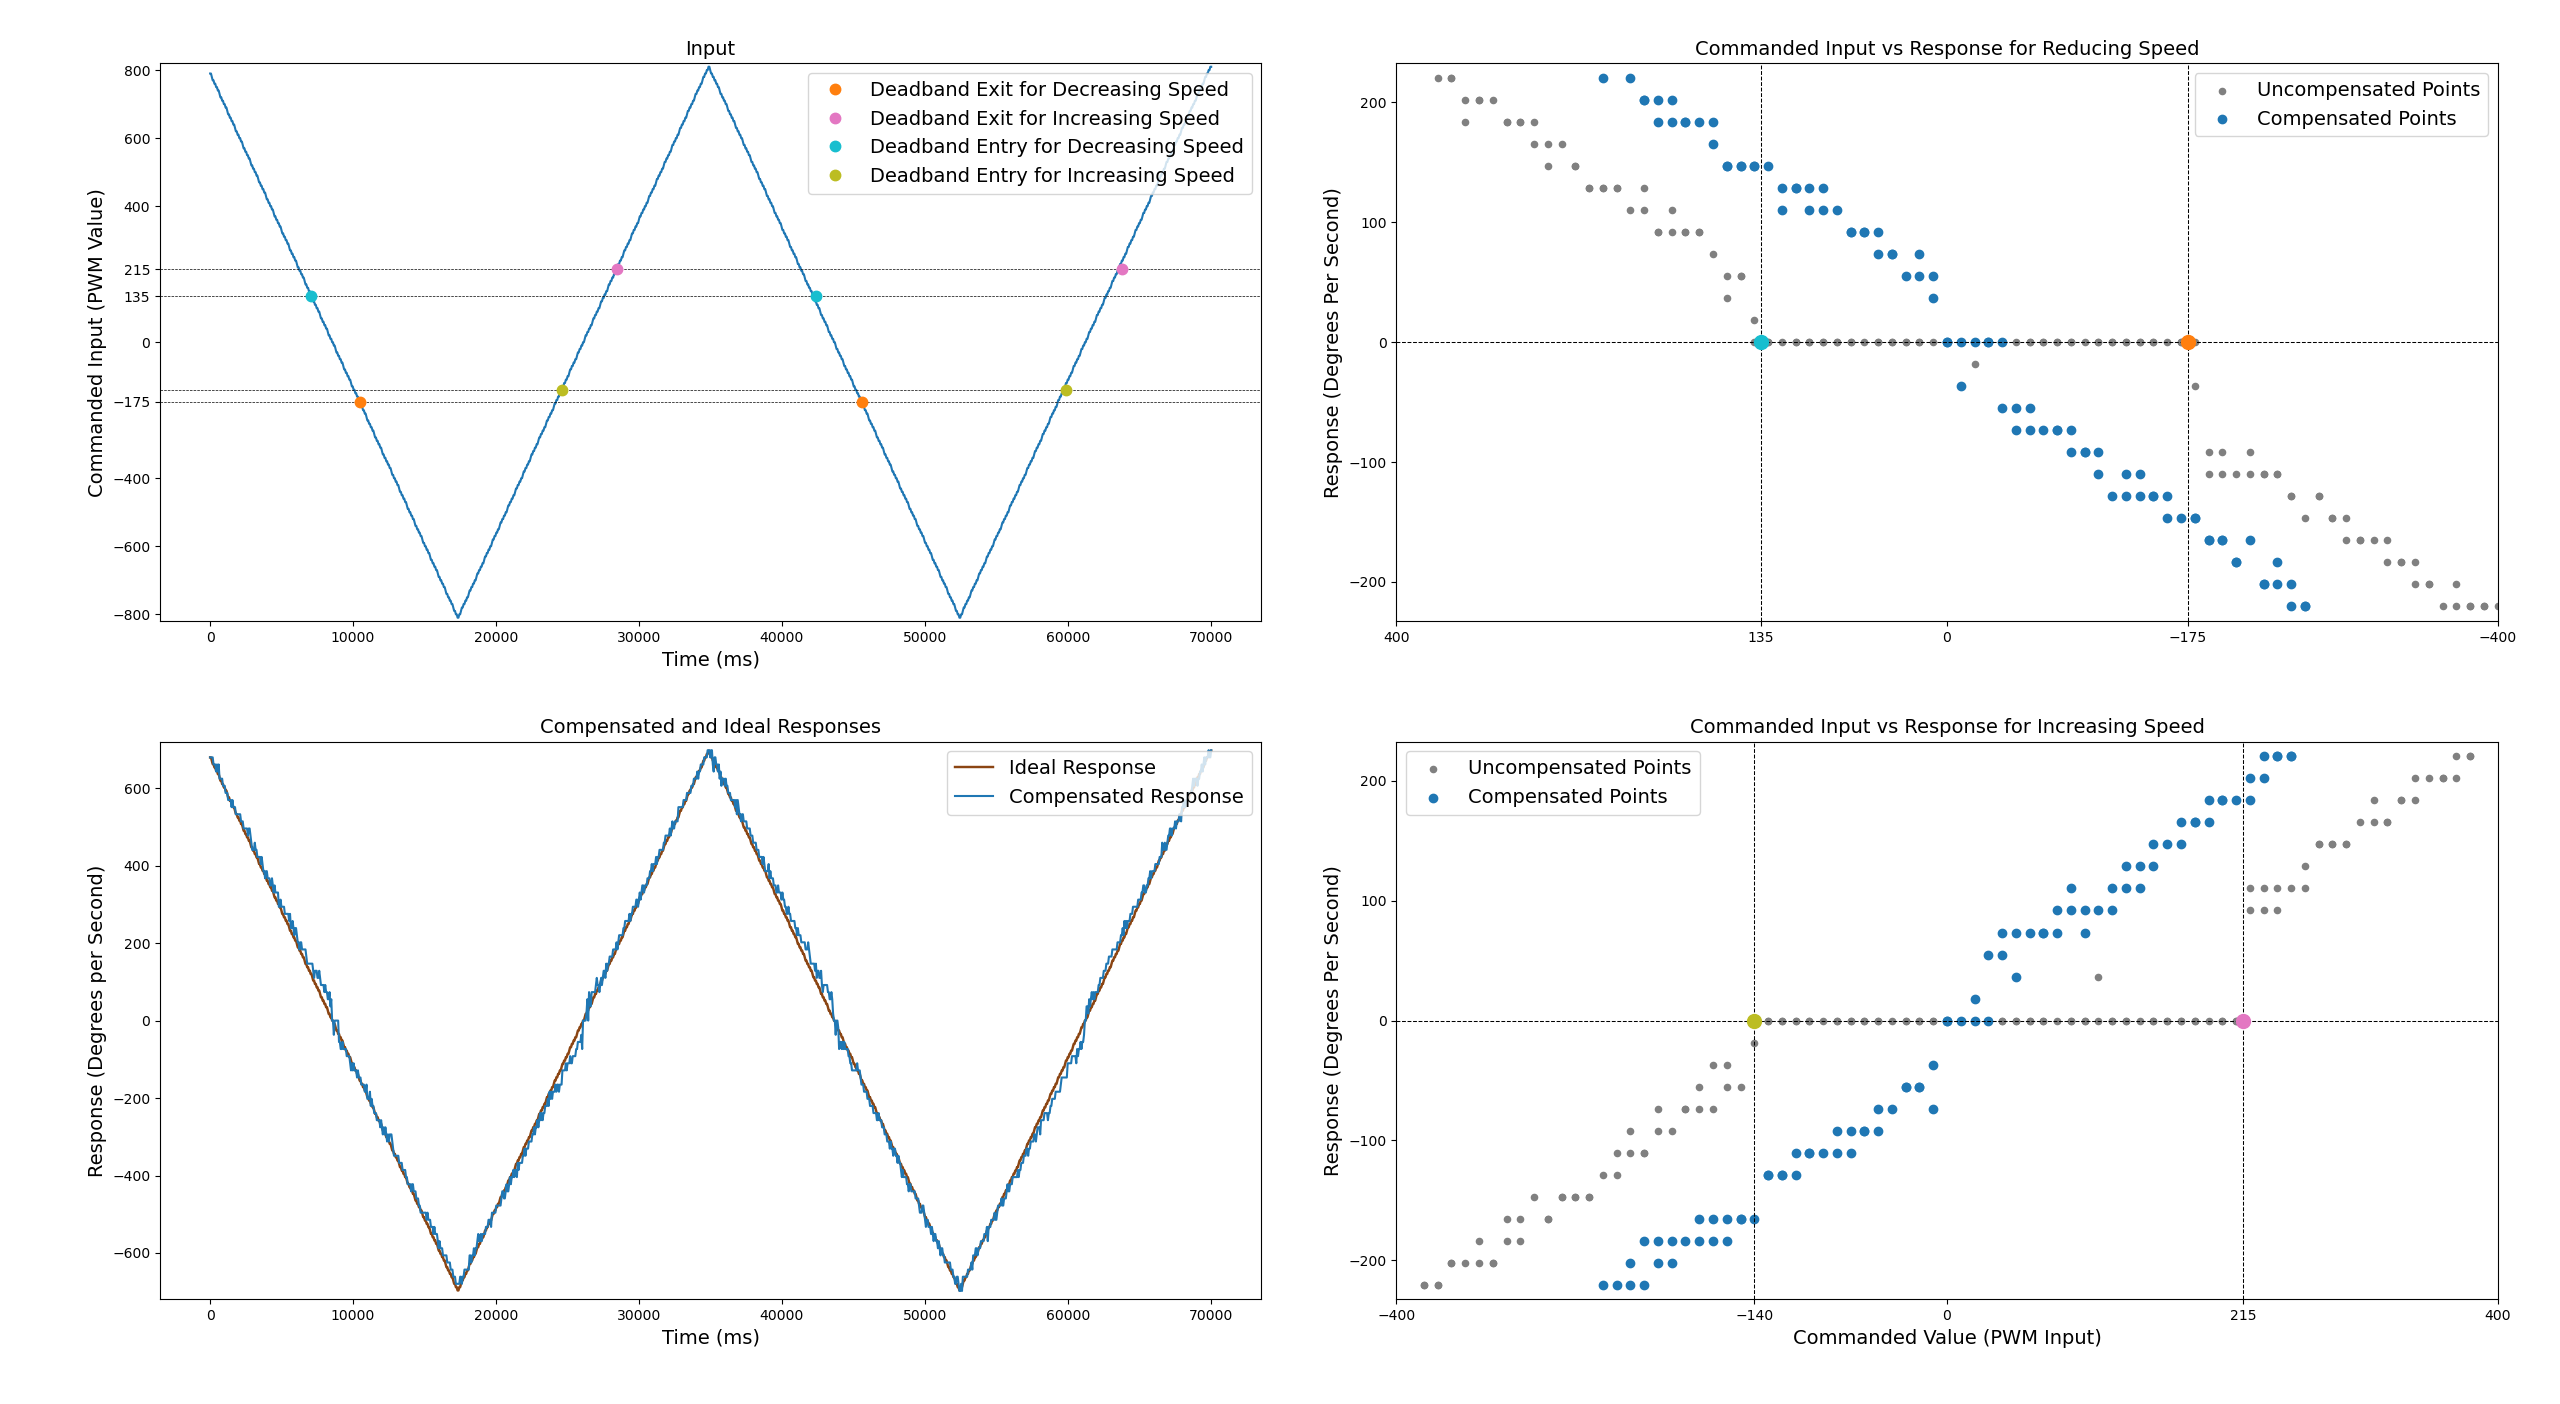 Input
Commanded Input (PWM Value)
800
600
400
215
135
0
−175
−400
−600
−800
Deadband Exit for Decreasing Speed
Deadband Exit for Increasing Speed
Deadband Entry for Decreasing Speed
Deadband Entry for Increasing Speed
0 10000 20000 30000 40000 50000 60000 70000
Time (ms)
Commanded Input vs Response for Reducing Speed
Response (Degrees Per Second)
200
100
0
−100
−200
Uncompensated Points
Compensated Points
400 135 0 −175 −400
Compensated and Ideal Responses
Response (Degrees per Second)
600
400
200
0
−200
−400
−600
Ideal Response
Compensated Response
0 10000 20000 30000 40000 50000 60000 70000
Time (ms)
Commanded Input vs Response for Increasing Speed
Response (Degrees Per Second)
200
100
0
−100
−200
Uncompensated Points
Compensated Points
−400 −140 0 215 400
Commanded Value (PWM Input)